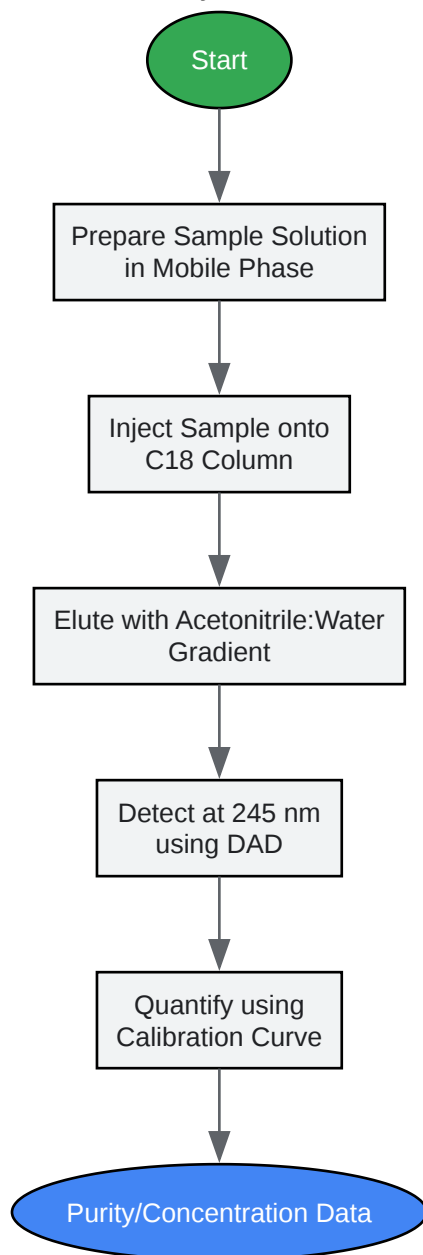 Start
Prepare Sample Solution
in Mobile Phase
Inject Sample onto
C18 Column
Elute with Acetonitrile:Water
Gradient
Detect at 245 nm
using DAD
Quantify using
Calibration Curve
Purity/Concentration Data